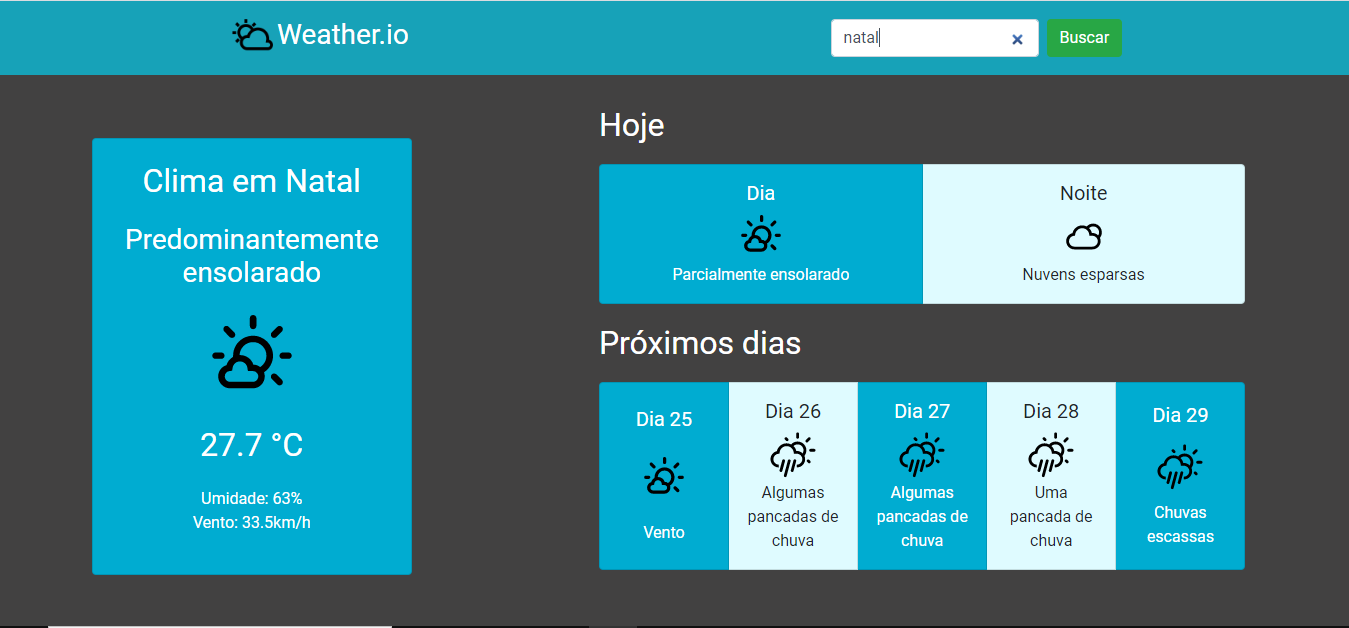 Weather.io
natal
Buscar
Clima em Natal
Predominantemente
ensolarado
27.7 °C
Umidade: 63%
Vento: 33.5km/h
Hoje
Dia
Parcialmente ensolarado
Noite
Nuvens esparsas
Próximos dias
Dia 25
Vento
Dia 26
Algumas
pancadas de
chuva
Dia 27
Algumas
pancadas de
chuva
Dia 28
Uma
pancada de
chuva
Dia 29
Chuvas
escassas